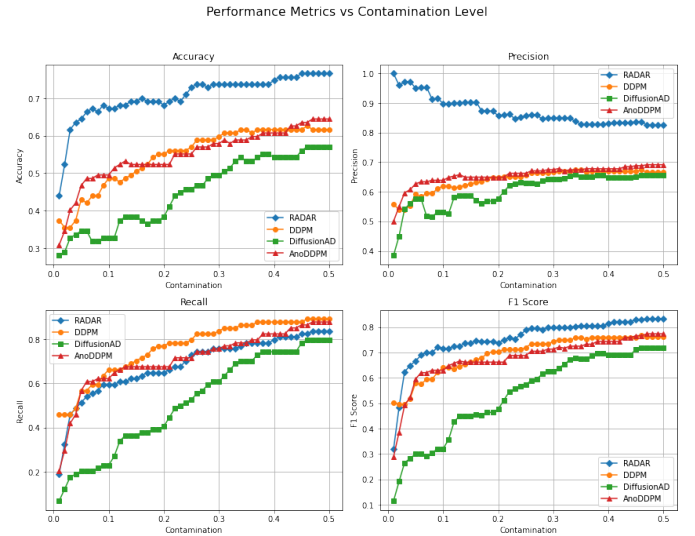 Performance Metrics vs Contamination Level
Accuracy
Accuracy
0.7
0.6
0.5
0.4
0.3
RADAR
DDPM
DiffusionAD
AnoDDPM
0.0 0.1 0.2 0.3 0.4 0.5
Contamination
Precision
Precision
1.0
0.9
0.8
0.7
0.6
0.5
0.4
RADAR
DDPM
DiffusionAD
AnoDDPM
0.0 0.1 0.2 0.3 0.4 0.5
Contamination
Recall
Recall
0.8
0.6
0.4
0.2
RADAR
DDPM
DiffusionAD
AnoDDPM
0.0 0.1 0.2 0.3 0.4 0.5
Contamination
F1 Score
F1 Score
0.8
0.7
0.6
0.5
0.4
0.3
0.2
0.1
RADAR
DDPM
DiffusionAD
AnoDDPM
0.0 0.1 0.2 0.3 0.4 0.5
Contamination